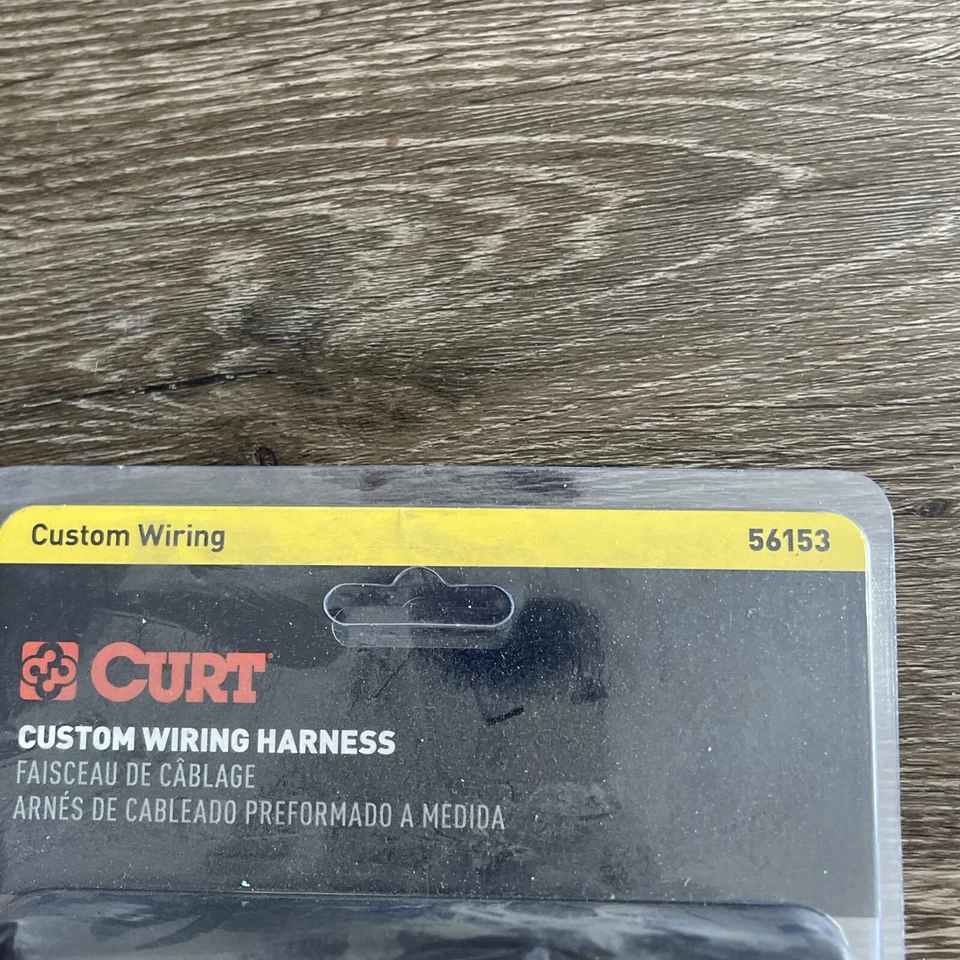 Custom Wiring 56153
CURT
CUSTOM WIRING HARNESS
FAISCEAU DE CÂBLAGE
ARNÉS DE CABLEADO PREFORMADO A MEDIDA